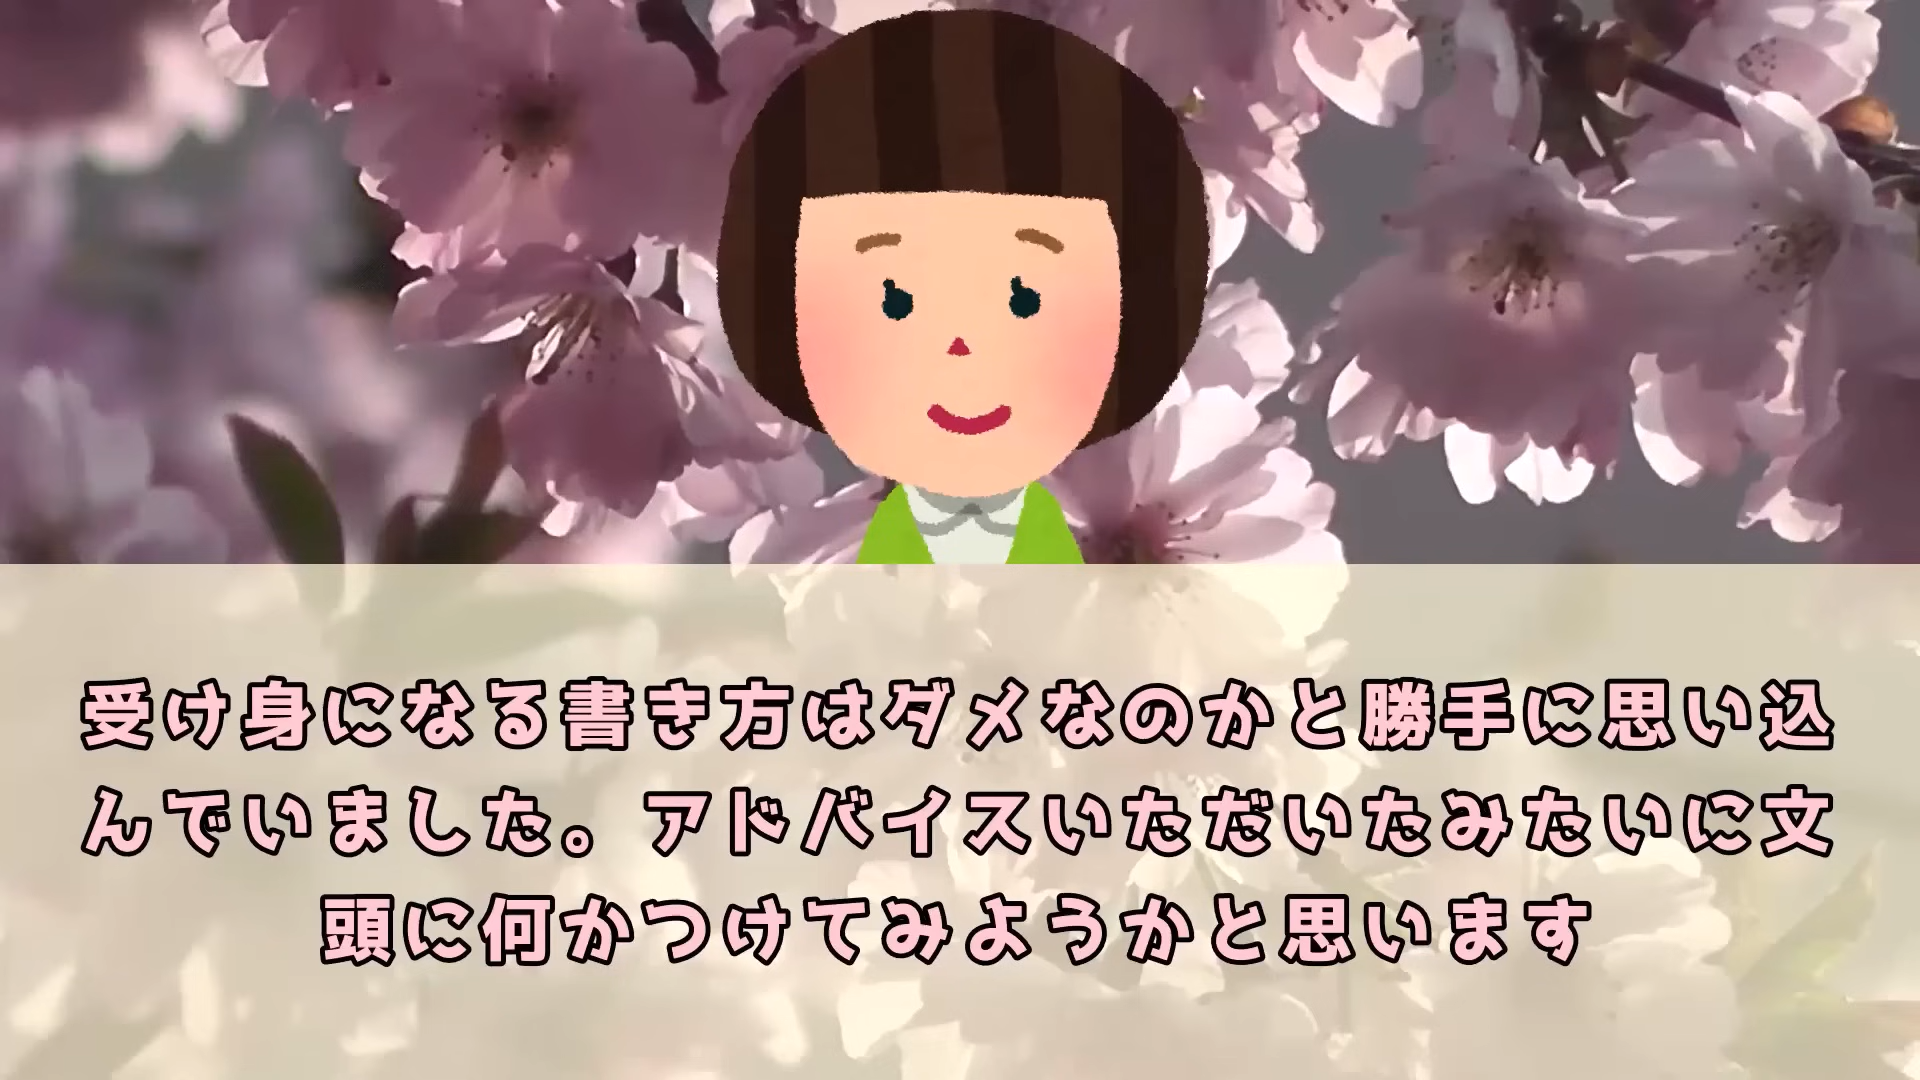 受け身になる書き方はダメなのかと勝手に思い込
んでいました。アドバイスいただいたみたいに文
頭に何かつけてみようかと思います